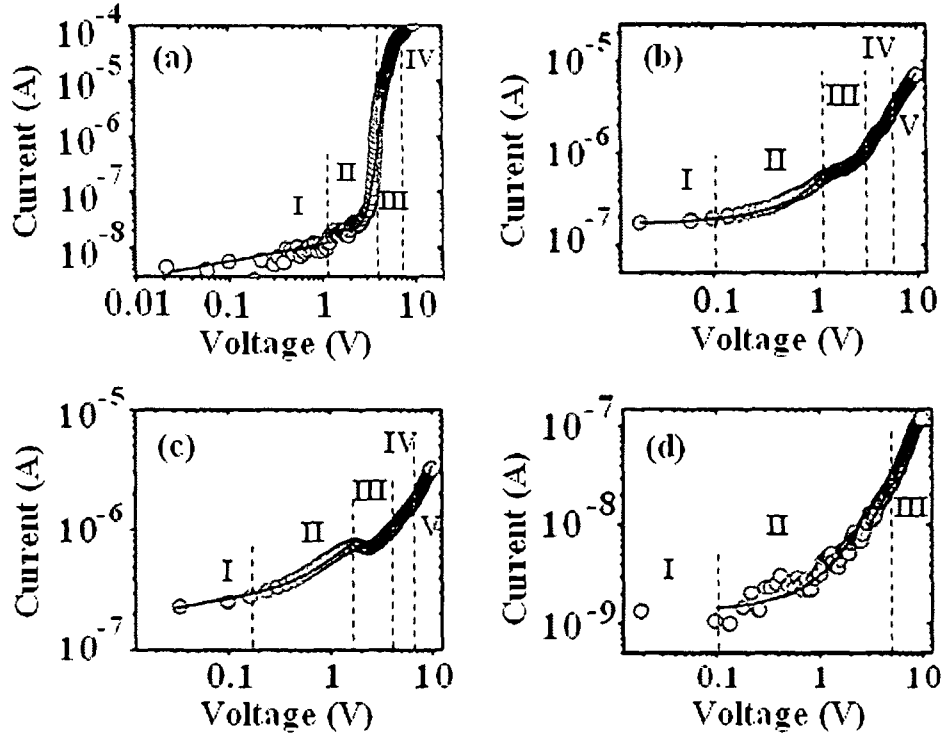 (a)
Current (A)
10⁻⁴
10⁻⁵
10⁻⁶
10⁻⁷
10⁻⁸
I
II
III
IV
0.01
0.1
1
10
Voltage (V)
(b)
Current (A)
10⁻⁵
10⁻⁶
10⁻⁷
I
II
III
IV
V
0.1
1
10
Voltage (V)
(c)
Current (A)
10⁻⁵
10⁻⁶
10⁻⁷
I
II
III
IV
V
0.1
1
10
Voltage (V)
(d)
Current (A)
10⁻⁷
10⁻⁸
10⁻⁹
I
II
III
0.1
1
10
Voltage (V)